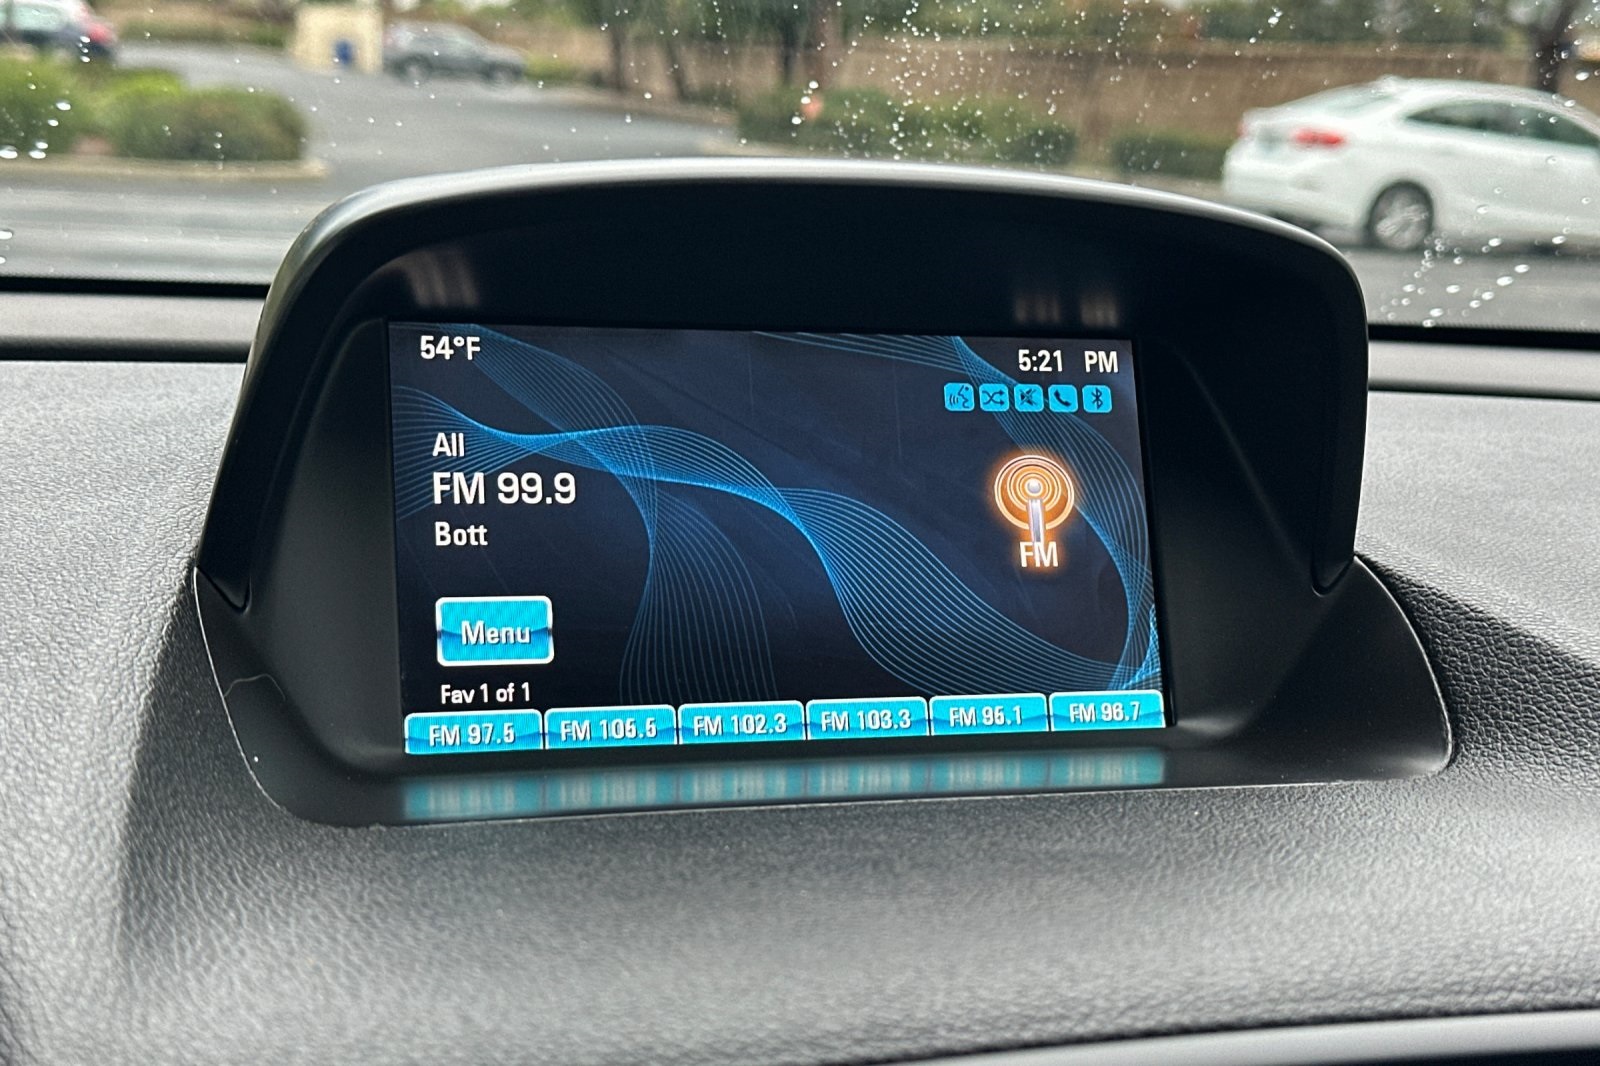 54°F
5:21 PM
All
FM 99.9
Bott
FM
Menu
Fav 1 of 1
FM 97.5 FM 105.5 FM 102.3 FM 103.3 FM 95.1 FM 96.7